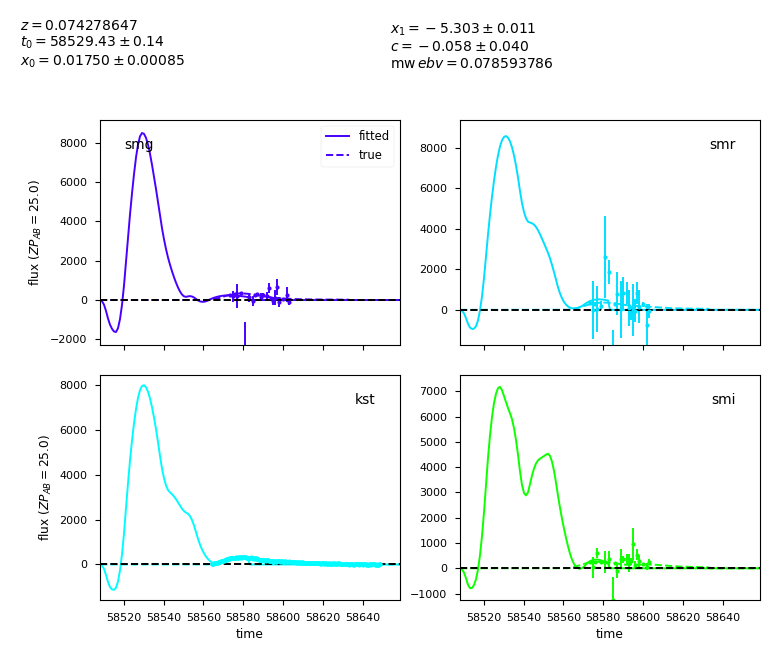 z = 0.074278647
t₀ = 58529.43 ± 0.14
x₀ = 0.01750 ± 0.00085
x₁ = −5.303 ± 0.011
c = −0.058 ± 0.040
mw ebv = 0.078593786
smg
fitted
true
8000
6000
4000
2000
0
−2000
flux (ZP_AB = 25.0)
smr
8000
6000
4000
2000
0
kst
8000
6000
4000
2000
0
flux (ZP_AB = 25.0)
58520 58540 58560 58580 58600 58620 58640
time
smi
7000
6000
5000
4000
3000
2000
1000
0
−1000
58520 58540 58560 58580 58600 58620 58640
time